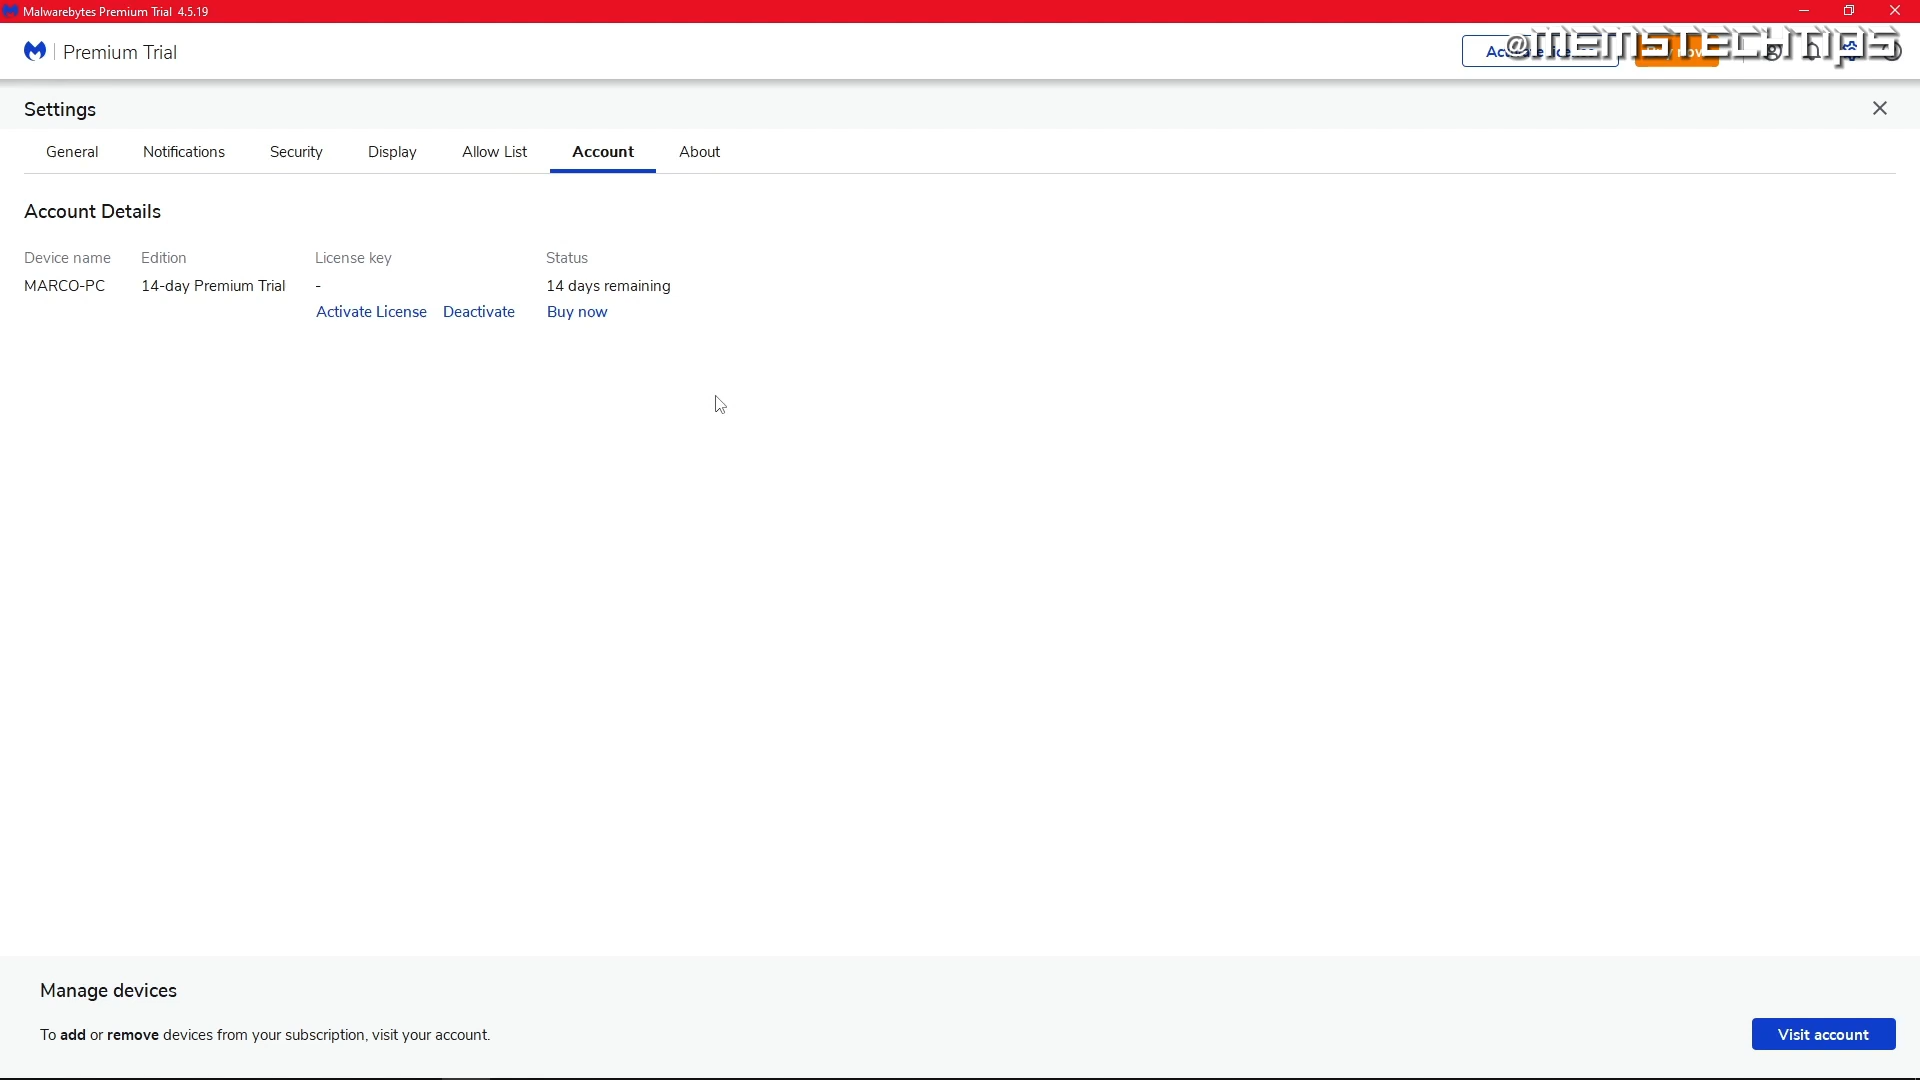 Malwarebytes Premium Trial 4.5.19
Premium Trial
@MEMSTECHTIPS
Settings
General Notifications Security Display Allow List Account About
Account Details
Device name Edition License key Status
MARCO-PC 14-day Premium Trial - 14 days remaining
Activate License Deactivate Buy now
Manage devices
To add or remove devices from your subscription, visit your account.
Visit account